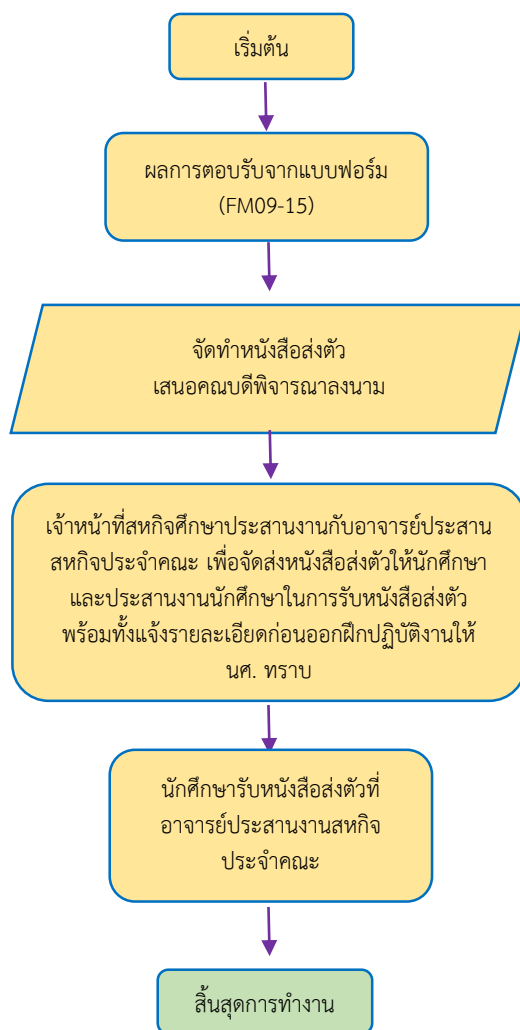 เริ่มต้น
ผลการตอบรับจากแบบฟอร์ม
(FM09-15)
จัดทำหนังสือส่งตัว
เสนอคณบดีพิจารณาลงนาม
เจ้าหน้าที่สหกิจศึกษาประสานงานกับอาจารย์ประสาน
สหกิจประจำคณะ เพื่อจัดส่งหนังสือส่งตัวให้นักศึกษา
และประสานงานนักศึกษาในการรับหนังสือส่งตัว
พร้อมทั้งแจ้งรายละเอียดก่อนออกฝึกปฏิบัติงานให้
นศ. ทราบ
นักศึกษารับหนังสือส่งตัวที่
อาจารย์ประสานงานสหกิจ
ประจำคณะ
สิ้นสุดการทำงาน